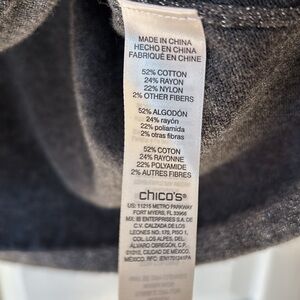 MADE IN CHINA
HECHO EN CHINA
FABRIQUÉ EN CHINE
52% COTTON
24% RAYON
22% NYLON
2% OTHER FIBERS
52% ALGODÓN
24% rayón
22% poliamida
2% otras fibras
52% COTON
24% RAYONNE
22% POLYAMIDE
2% AUTRES FIBRES
chico's®
US: 11215 METRO PARKWAY
FORT MYERS, FL 33966
MX: IB ENTERPRISES S.A. DE
C.V. CALZADA DE LOS
LEONES NO. 179, PISO 1,
COL. LOS ALPES, DEL.
ÁLVARO OBREGÓN, C.P.
01010, CIUDAD DE MÉXICO,
MÉXICO. RFC: